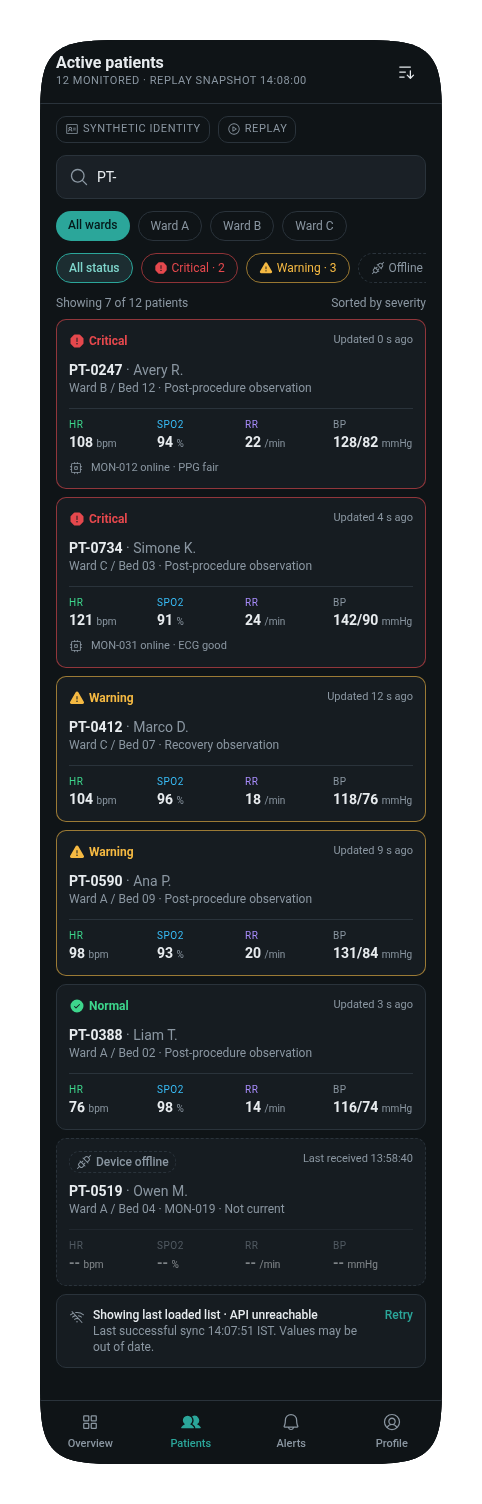 Active patients
12 MONITORED · REPLAY SNAPSHOT 14:08:00
SYNTHETIC IDENTITY
REPLAY
PT-
All wards
Ward A
Ward B
Ward C
All status
Critical · 2
Warning · 3
Offline
Showing 7 of 12 patients
Sorted by severity
Critical
Updated 0 s ago
PT-0247 · Avery R.
Ward B / Bed 12 · Post-procedure observation
HR SPO2 RR BP
108 bpm 94 % 22 /min 128/82 mmHg
MON-012 online · PPG fair
Critical
Updated 4 s ago
PT-0734 · Simone K.
Ward C / Bed 03 · Post-procedure observation
HR SPO2 RR BP
121 bpm 91 % 24 /min 142/90 mmHg
MON-031 online · ECG good
Warning
Updated 12 s ago
PT-0412 · Marco D.
Ward C / Bed 07 · Recovery observation
HR SPO2 RR BP
104 bpm 96 % 18 /min 118/76 mmHg
Warning
Updated 9 s ago
PT-0590 · Ana P.
Ward A / Bed 09 · Post-procedure observation
HR SPO2 RR BP
98 bpm 93 % 20 /min 131/84 mmHg
Normal
Updated 3 s ago
PT-0388 · Liam T.
Ward A / Bed 02 · Post-procedure observation
HR SPO2 RR BP
76 bpm 98 % 14 /min 116/74 mmHg
Device offline
Last received 13:58:40
PT-0519 · Owen M.
Ward A / Bed 04 · MON-019 · Not current
HR SPO2 RR BP
-- bpm -- % -- /min -- mmHg
Showing last loaded list · API unreachable
Retry
Last successful sync 14:07:51 IST. Values may be
out of date.
Overview
Patients
Alerts
Profile